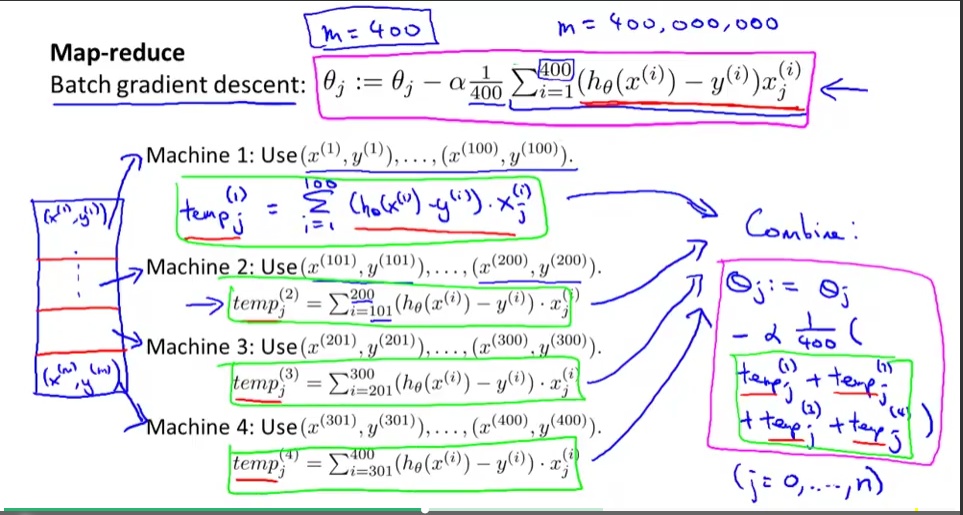 m = 400
m = 400,000,000
Map-reduce
Batch gradient descent: θ_j := θ_j − α (1/400) Σ_{i=1}^{400} (h_θ(x^{(i)}) − y^{(i)}) x_j^{(i)}
Machine 1: Use (x^{(1)}, y^{(1)}), . . . , (x^{(100)}, y^{(100)}).
temp_j^{(1)} = Σ_{i=1}^{100} (h_θ(x^{(i)}) − y^{(i)}) · x_j^{(i)}
(x^{(1)}, y^{(1)})
Machine 2: Use (x^{(101)}, y^{(101)}), . . . , (x^{(200)}, y^{(200)}).
temp_j^{(2)} = Σ_{i=101}^{200} (h_θ(x^{(i)}) − y^{(i)}) · x_j^{(i)}
Machine 3: Use (x^{(201)}, y^{(201)}), . . . , (x^{(300)}, y^{(300)}).
temp_j^{(3)} = Σ_{i=201}^{300} (h_θ(x^{(i)}) − y^{(i)}) · x_j^{(i)}
(x^{(m)}, y^{(m)})
Machine 4: Use (x^{(301)}, y^{(301)}), . . . , (x^{(400)}, y^{(400)}).
temp_j^{(4)} = Σ_{i=301}^{400} (h_θ(x^{(i)}) − y^{(i)}) · x_j^{(i)}
Combine:
θ_j := θ_j
− α (1/400) (
temp_j^{(1)} + temp_j^{(2)}
+ temp_j^{(3)} + temp_j^{(4)} )
(j = 0, ...., n)